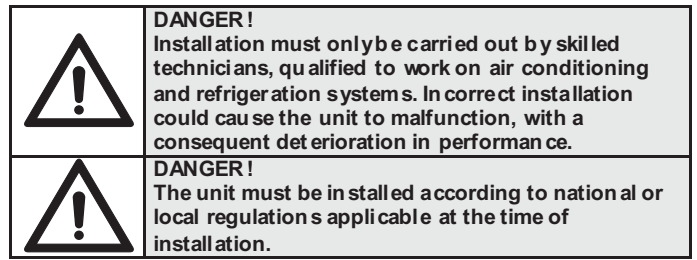 DANGER!
Installation must only be carried out by skilled
technicians, qualified to work on air conditioning
and refrigeration systems. Incorrect installation
could cause the unit to malfunction, with a
consequent deterioration in performance.
DANGER!
The unit must be installed according to national or
local regulations applicable at the time of
installation.